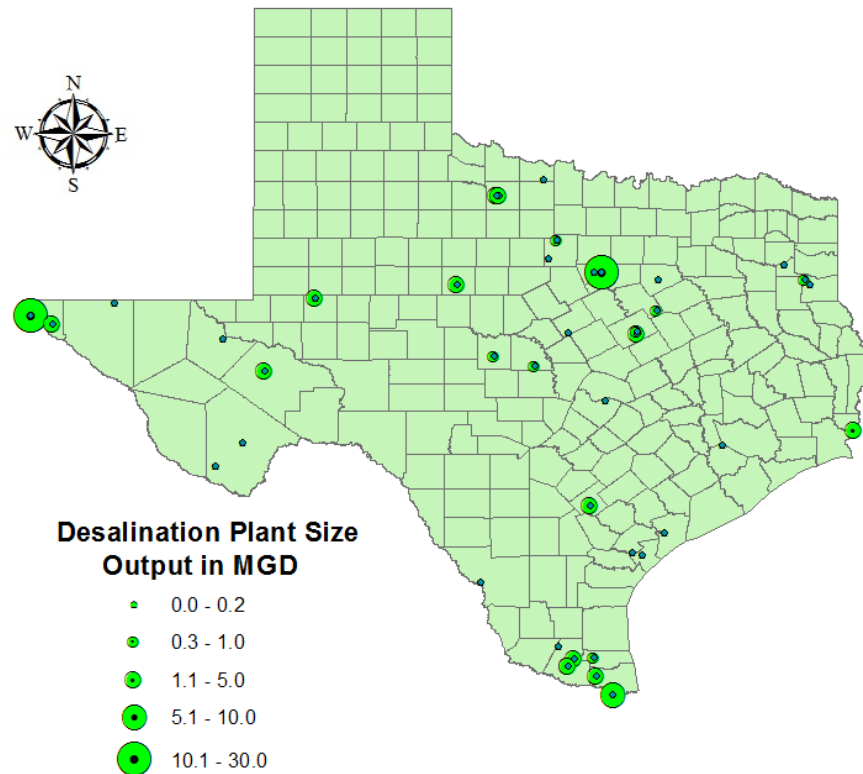 N
W E
S
Desalination Plant Size
Output in MGD
0.0 - 0.2
0.3 - 1.0
1.1 - 5.0
5.1 - 10.0
10.1 - 30.0